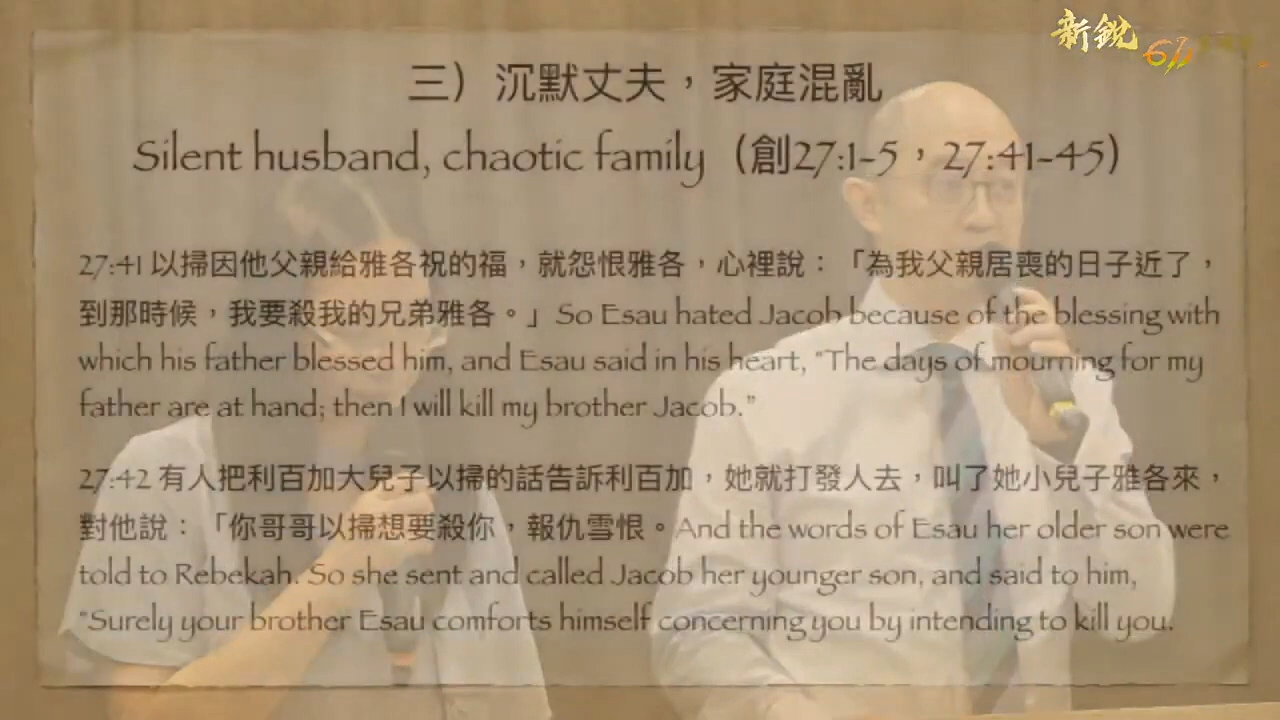 新銳
611
三）沉默丈夫，家庭混亂
Silent husband, chaotic family（創27:1-5，27:41-45）
27:41 以掃因他父親給雅各祝的福，就怨恨雅各，心裡說：「為我父親居喪的日子近了，
到那時候，我要殺我的兄弟雅各。」So Esau hated Jacob because of the blessing with
which his father blessed him, and Esau said in his heart, "The days of mourning for my
father are at hand; then I will kill my brother Jacob."
27:42 有人把利百加大兒子以掃的話告訴利百加，她就打發人去，叫了她小兒子雅各來，
對他說：「你哥哥以掃想要殺你，報仇雪恨。And the words of Esau her older son were
told to Rebekah. So she sent and called Jacob her younger son, and said to him,
"Surely your brother Esau comforts himself concerning you by intending to kill you.